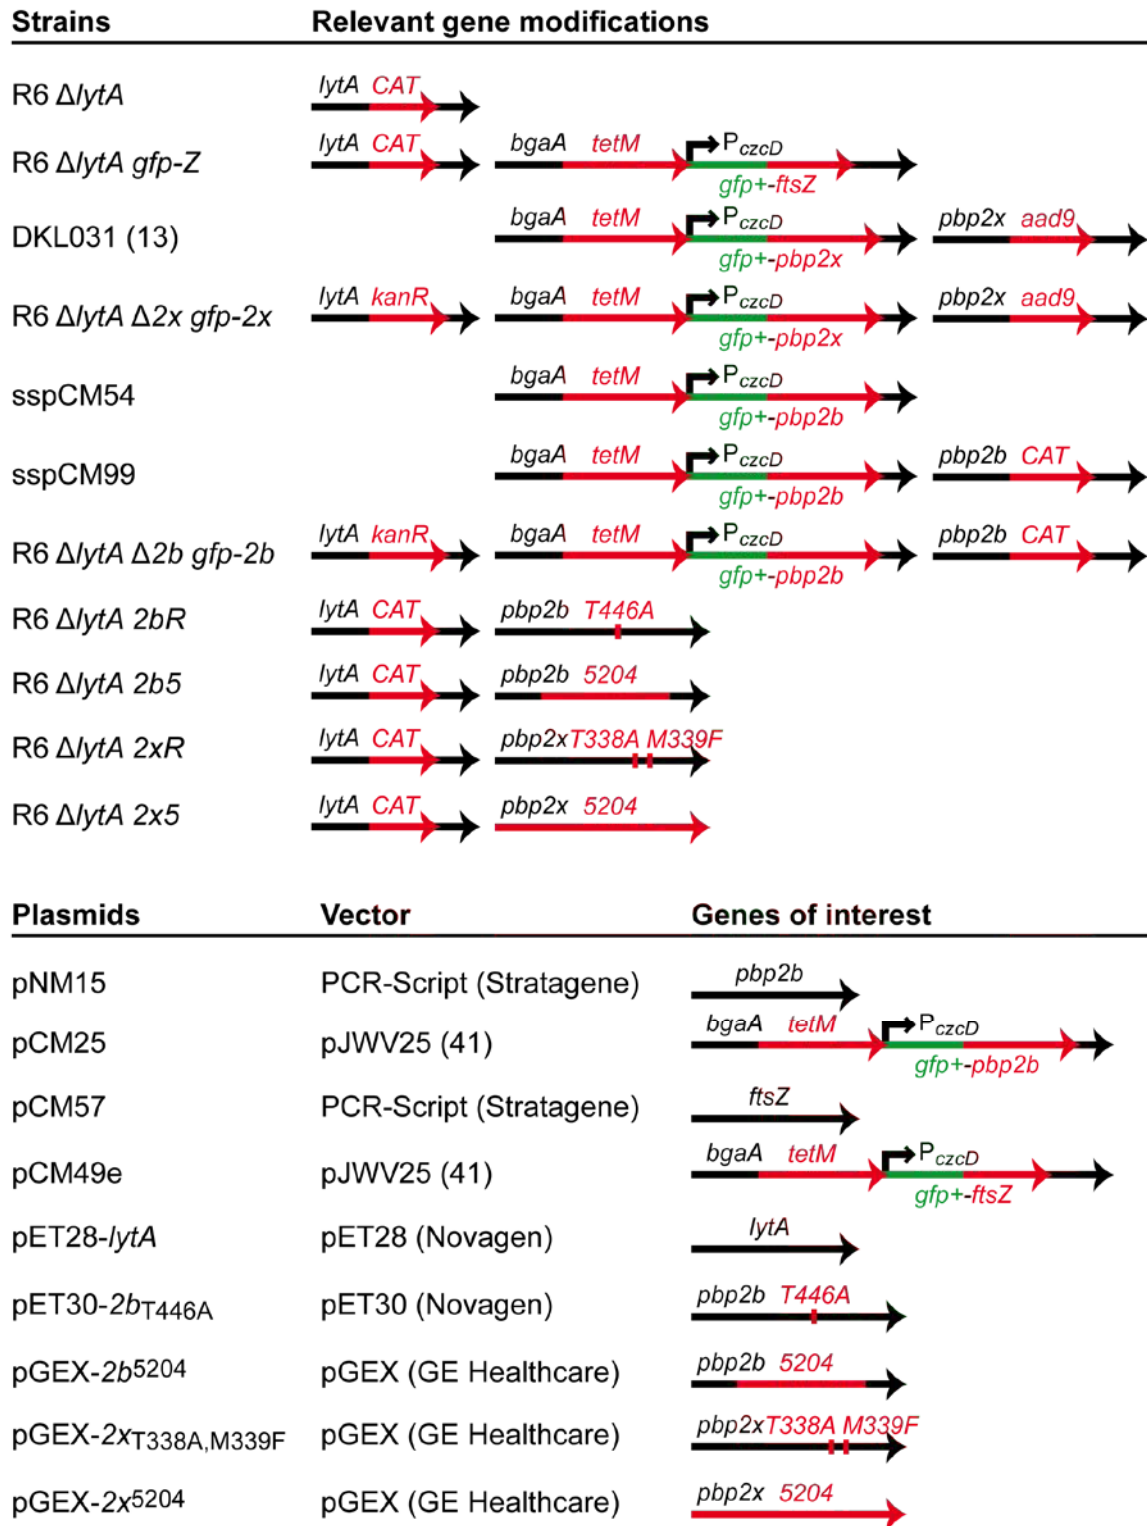 Strains Relevant gene modifications
R6 ΔlytA lytA CAT
R6 ΔlytA gfp-Z lytA CAT bgaA tetM PczcD gfp+-ftsZ
DKL031 (13) bgaA tetM PczcD gfp+-pbp2x pbp2x aad9
R6 ΔlytA Δ2x gfp-2x lytA kanR bgaA tetM PczcD gfp+-pbp2x pbp2x aad9
sspCM54 bgaA tetM PczcD gfp+-pbp2b
sspCM99 bgaA tetM PczcD gfp+-pbp2b pbp2b CAT
R6 ΔlytA Δ2b gfp-2b lytA kanR bgaA tetM PczcD gfp+-pbp2b pbp2b CAT
R6 ΔlytA 2bR lytA CAT pbp2b T446A
R6 ΔlytA 2b5 lytA CAT pbp2b 5204
R6 ΔlytA 2xR lytA CAT pbp2x T338A M339F
R6 ΔlytA 2x5 lytA CAT pbp2x 5204
Plasmids Vector Genes of interest
pNM15 PCR-Script (Stratagene) pbp2b
pCM25 pJWV25 (41) bgaA tetM PczcD gfp+-pbp2b
pCM57 PCR-Script (Stratagene) ftsZ
pCM49e pJWV25 (41) bgaA tetM PczcD gfp+-ftsZ
pET28-lytA pET28 (Novagen) lytA
pET30-2bT446A pET30 (Novagen) pbp2b T446A
pGEX-2b5204 pGEX (GE Healthcare) pbp2b 5204
pGEX-2xT338A,M339F pGEX (GE Healthcare) pbp2x T338A M339F
pGEX-2x5204 pGEX (GE Healthcare) pbp2x 5204